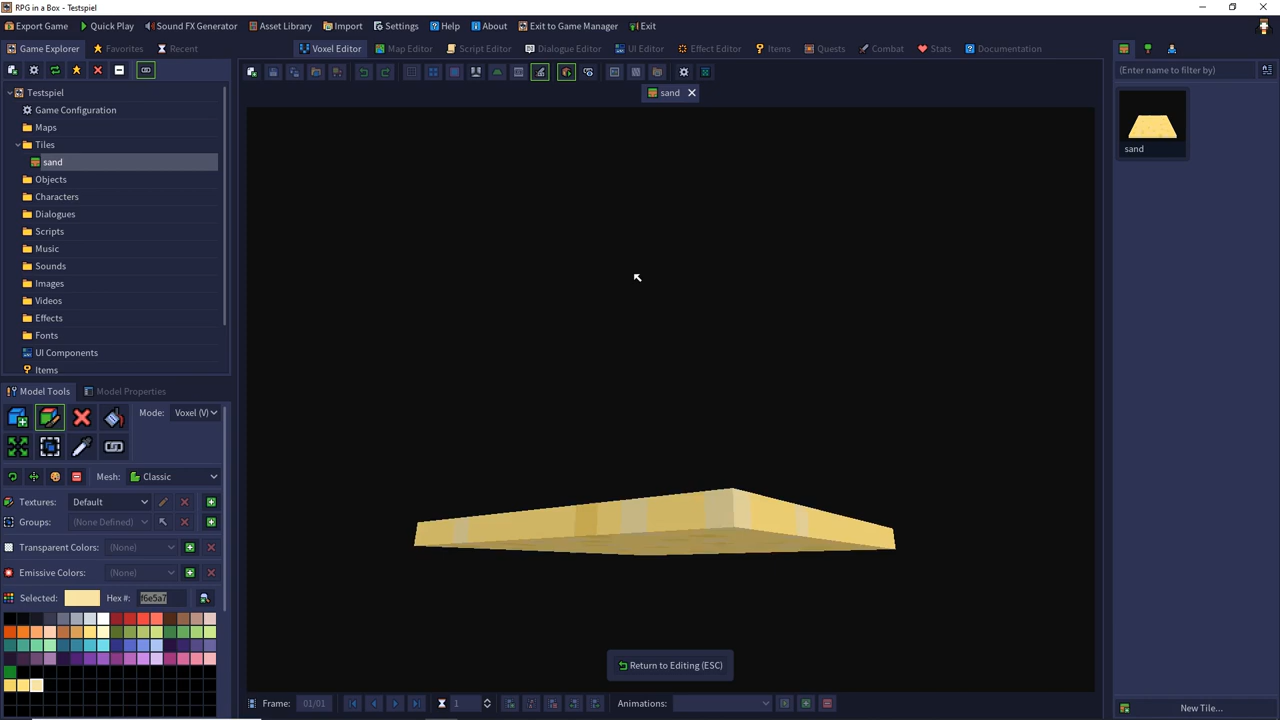 RPG in a Box - Testspiel
Export Game Quick Play Sound FX Generator Asset Library Import Settings Help About Exit to Game Manager Exit
Game Explorer Favorites Recent
Voxel Editor Map Editor Script Editor Dialogue Editor UI Editor Effect Editor Items Quests Combat Stats Documentation
(Enter name to filter by)
sand
Testspiel
Game Configuration
Maps
Tiles
sand
Objects
Characters
Dialogues
Scripts
Music
Sounds
Images
Videos
Effects
Fonts
UI Components
Items
sand
Model Tools Model Properties
Mode: Voxel (V)
Mesh: Classic
Textures: Default
Groups: (None Defined)
Transparent Colors: (None)
Emissive Colors: (None)
Selected: Hex #: f6e5a7
Return to Editing (ESC)
Frame: 01/01 1 Animations:
New Tile...